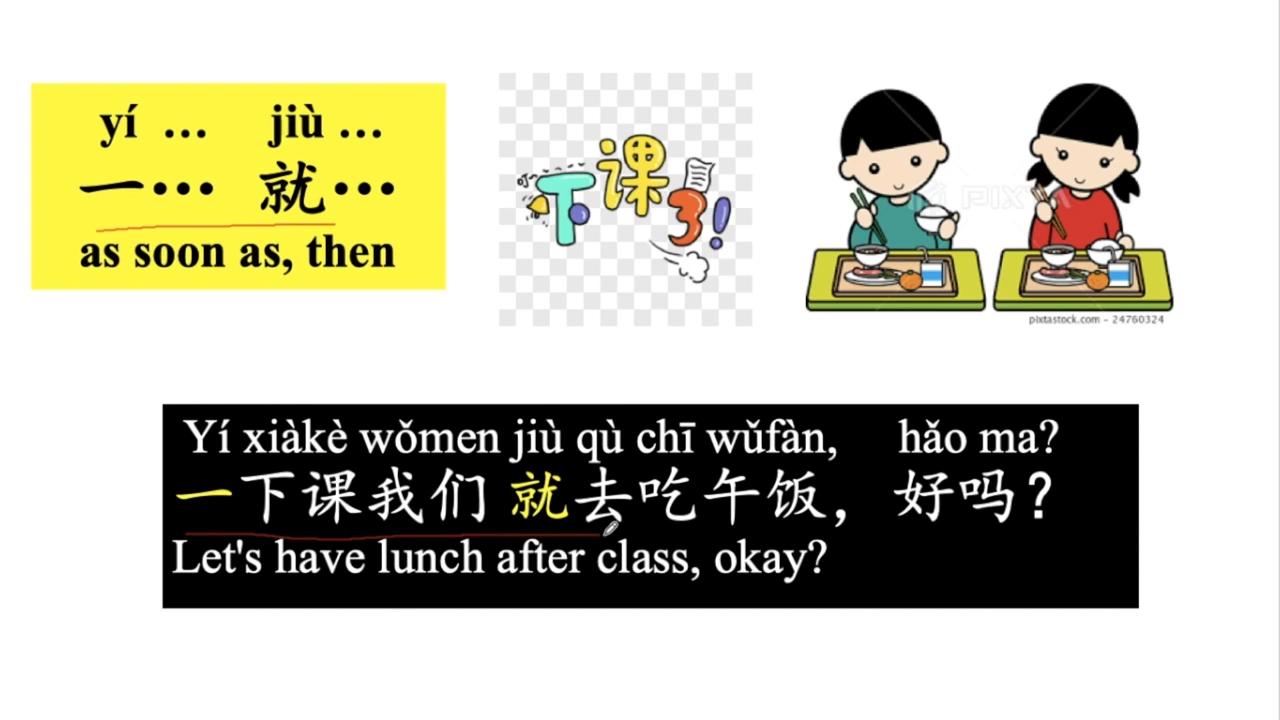 yí … jiù …
一··· 就···
as soon as, then
叮~
下课了!
PIXTA
pixtastock.com - 24760324
Yí xiàkè wǒmen jiù qù chī wǔfàn, hǎo ma?
一下课我们 就去吃午饭，好吗？
Let's have lunch after class, okay?